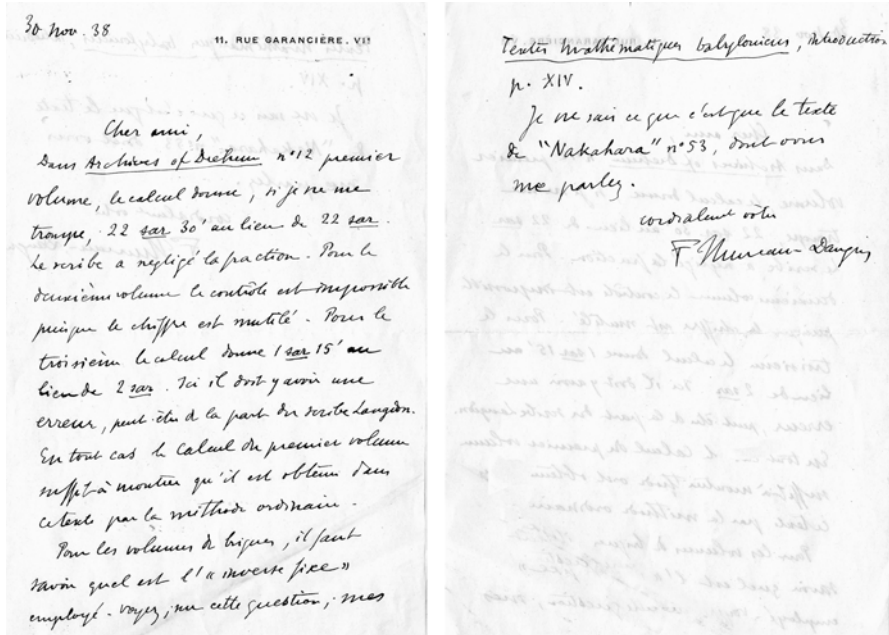 30 Nov. 38
11, RUE GARANCIÈRE. VIE
Cher ami,
Dans Archives of Drehem n° 12 premier
volume, le calcul donne, si je ne me
trompe, 22 sar 30' au lieu de 22 sar.
Le scribe a négligé la fraction. Pour le
deuxième volume le contrôle est impossible
puisque le chiffre est mutilé. Pour le
troisième le calcul donne 1 sar 15' au
lieu de 2 sar. Ici il doit y avoir une
erreur, peut-être de la part du scribe Langdon.
En tout cas le calcul du premier volume
suffit à montrer qu'il est obtenu dans
ce texte par la méthode ordinaire.
Pour les volumes de briques, il faut
savoir quel est l' "inverse fixe"
employé. Voyez, sur cette question, mes
Textes mathématiques babyloniens, Introduction
p. XIV.
Je ne sais ce que c'est que le texte
de "Nakahara" n° 53, dont vous
me parlez.
cordialement votre
F Thureau-Dangin